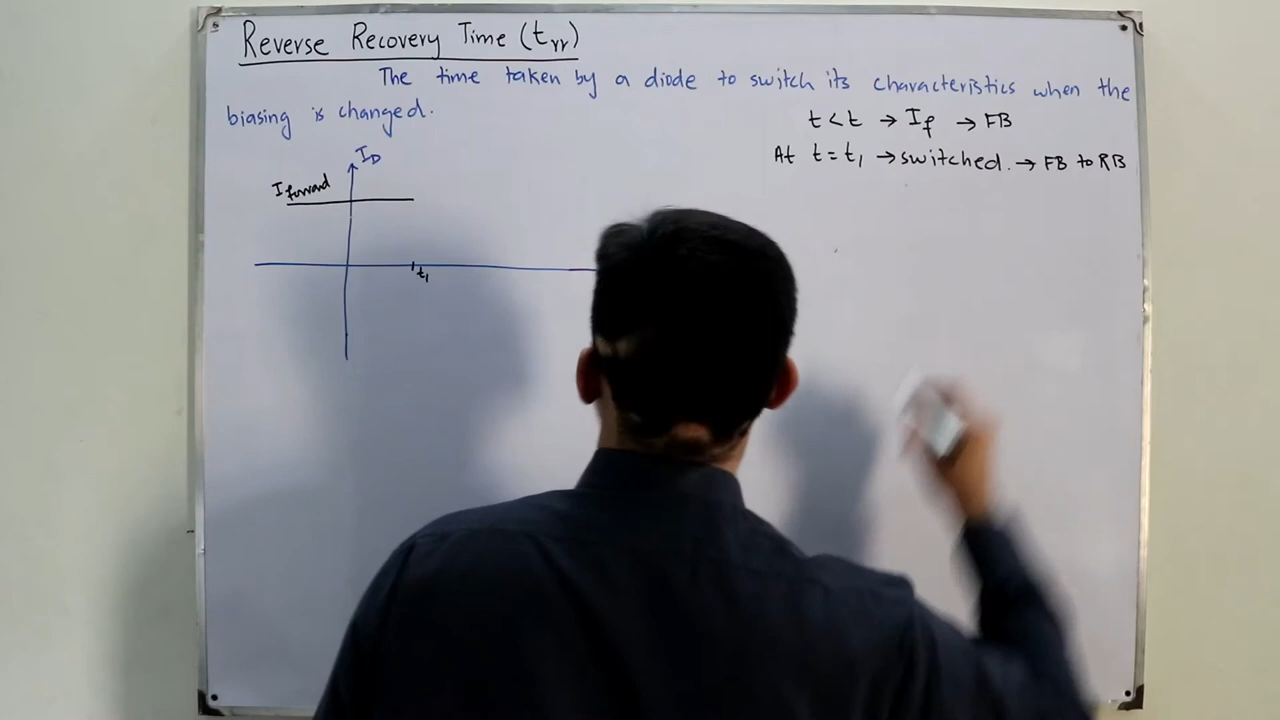 Reverse Recovery Time (trr)
The time taken by a diode to switch its characteristics when the
biasing is changed.
t < t → If → FB
At t = t1 → switched. → FB to RB
ID
Iforward
t1